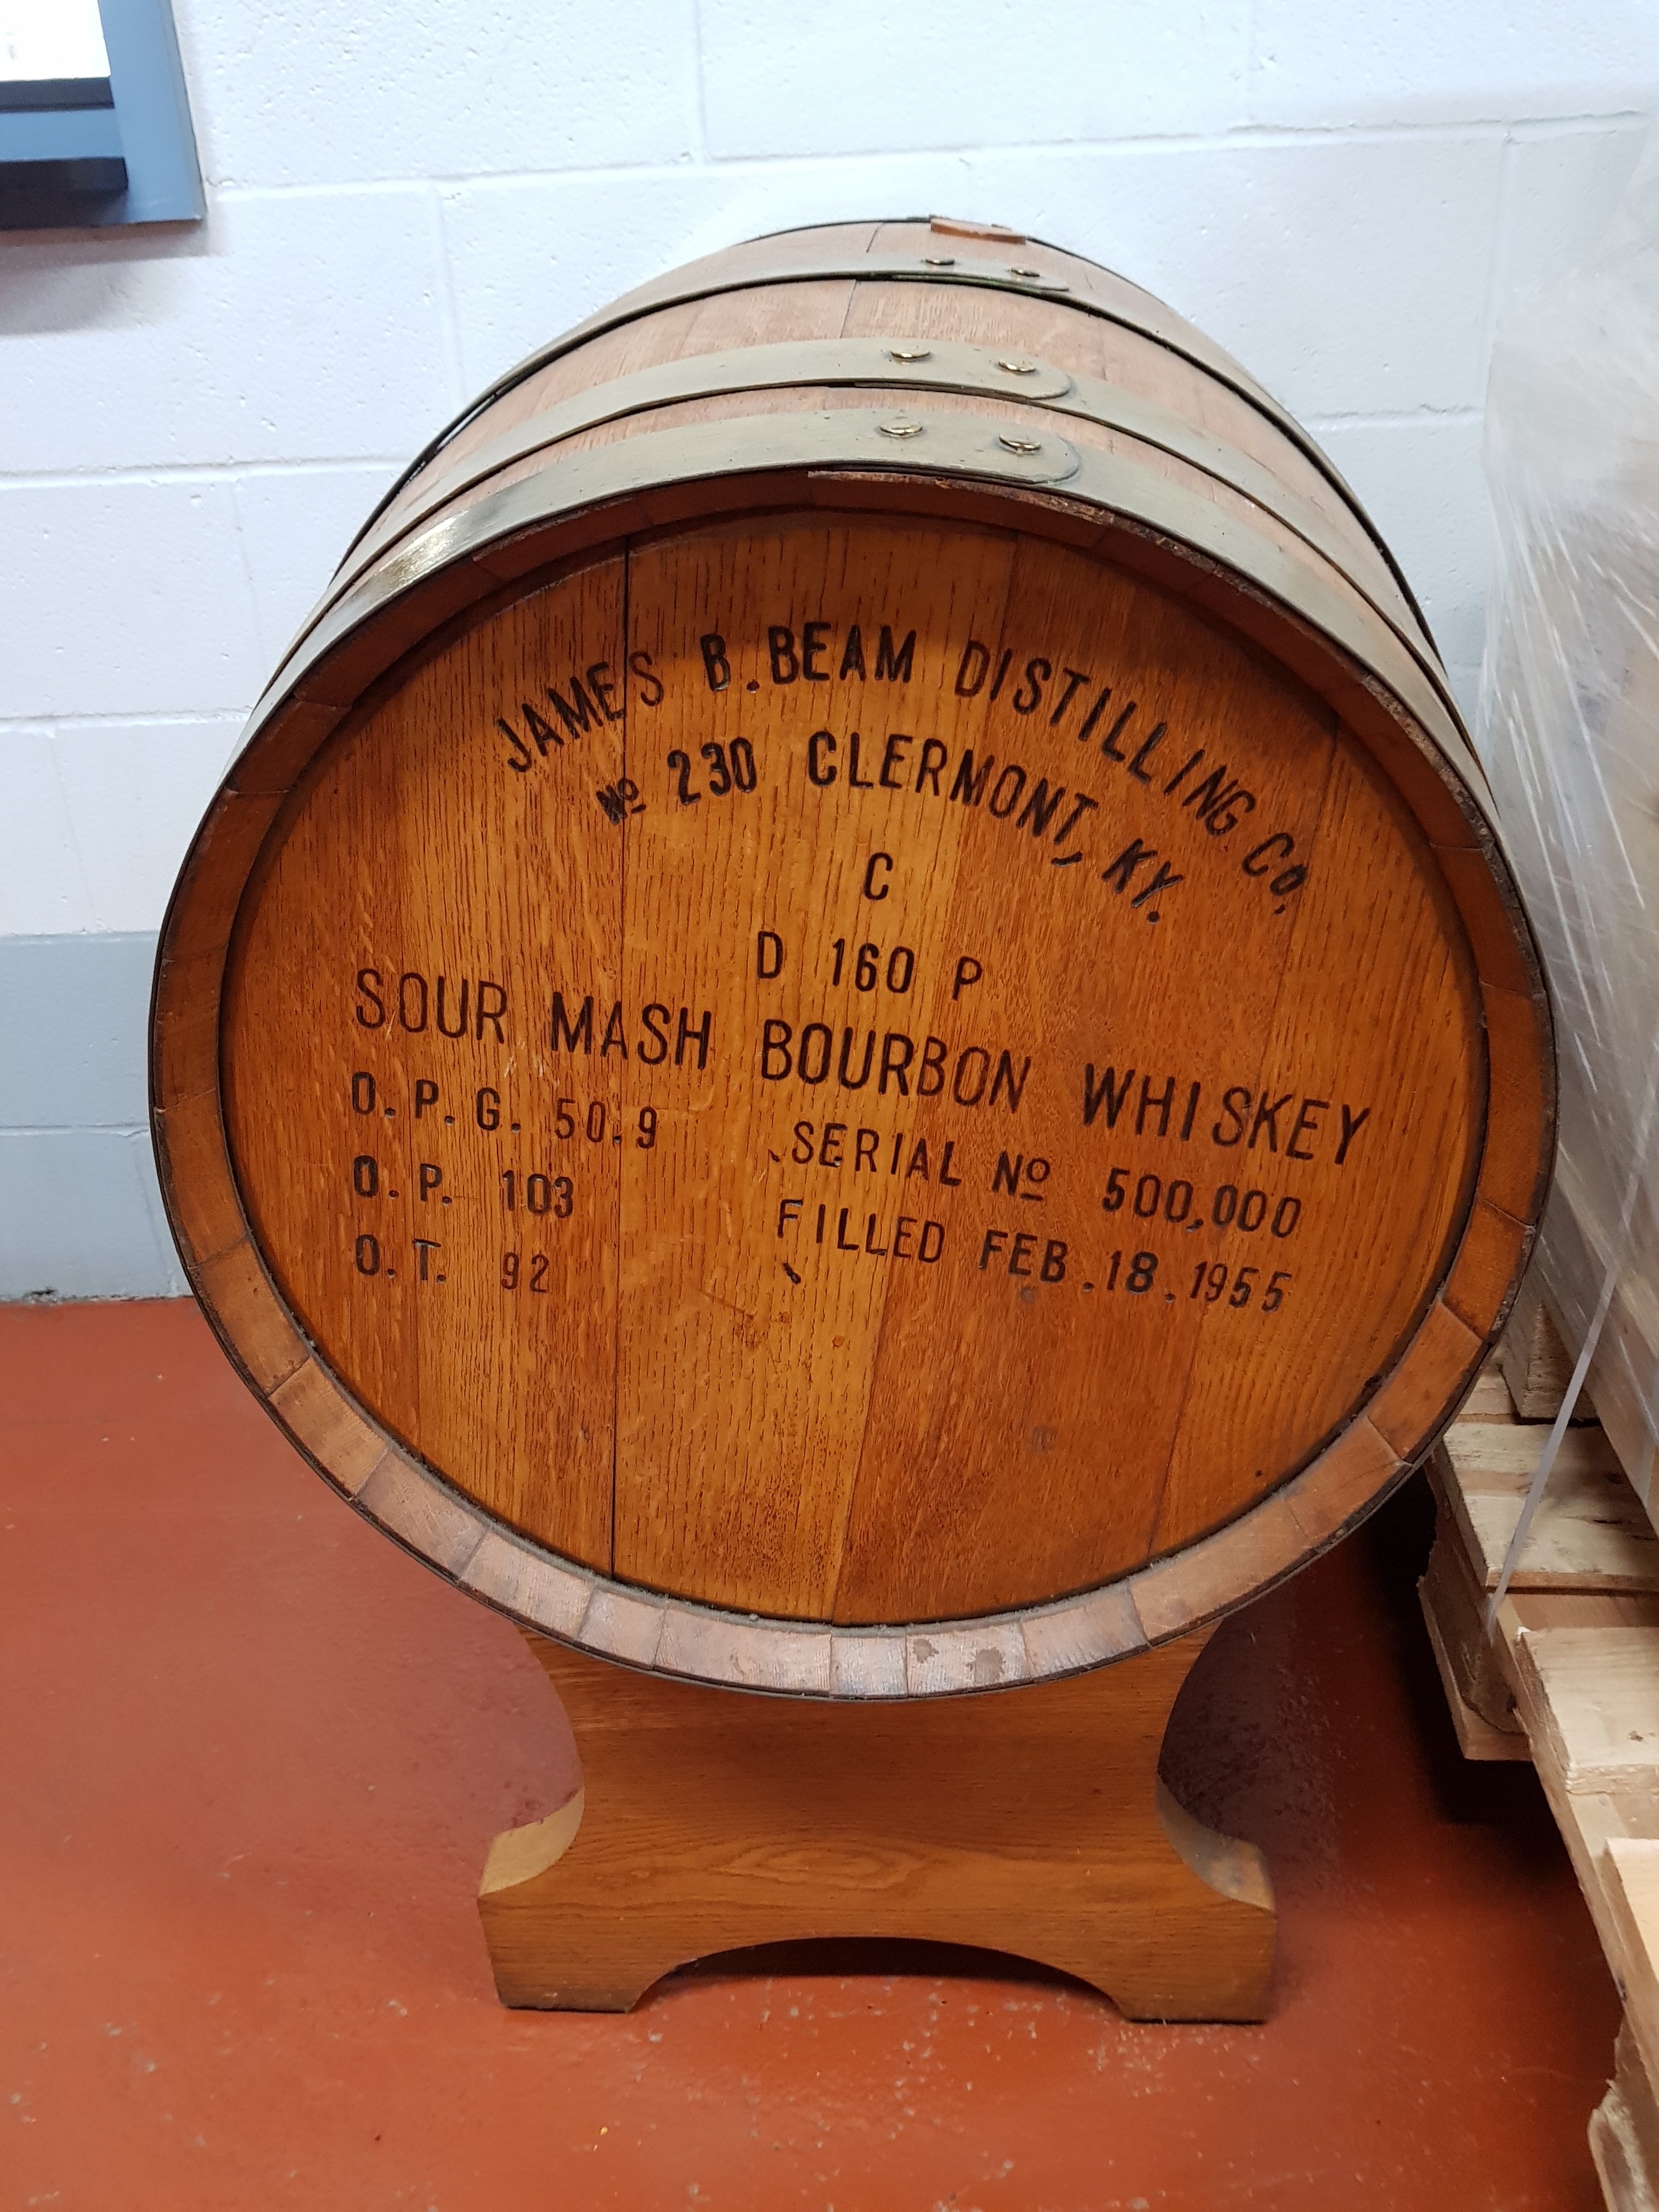 JAMES B. BEAM DISTILLING Co.
No 230 CLERMONT, KY.
C
D 160 P
SOUR MASH BOURBON WHISKEY
O.P.G. 50.9 SERIAL No 500,000
O.P. 103 FILLED FEB.18.1955
O.T. 92